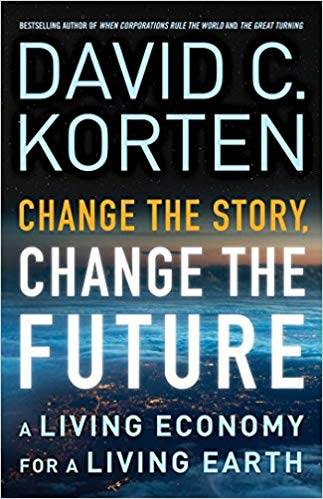 BESTSELLING AUTHOR OF WHEN CORPORATIONS RULE THE WORLD AND THE GREAT TURNING
DAVID C.
KORTEN
CHANGE THE STORY,
CHANGE THE
FUTURE
A LIVING ECONOMY
FOR A LIVING EARTH